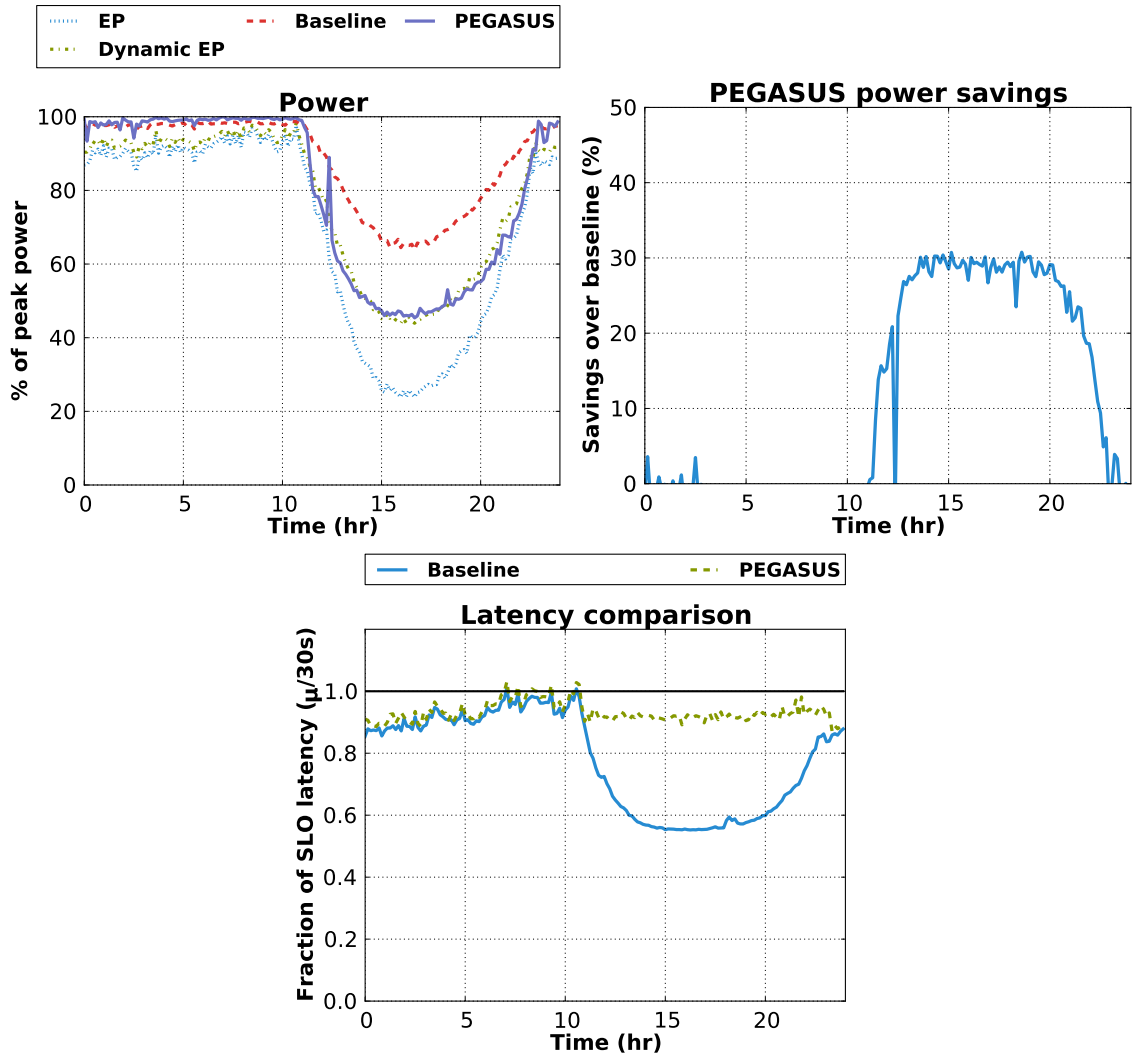 EP
Baseline
PEGASUS
Dynamic EP
Power
% of peak power
100
80
60
40
20
0
0 5 10 15 20
Time (hr)
PEGASUS power savings
Savings over baseline (%)
50
40
30
20
10
0
0 5 10 15 20
Time (hr)
Baseline
PEGASUS
Latency comparison
Fraction of SLO latency (μ/30s)
1.0
0.8
0.6
0.4
0.2
0.0
0 5 10 15 20
Time (hr)